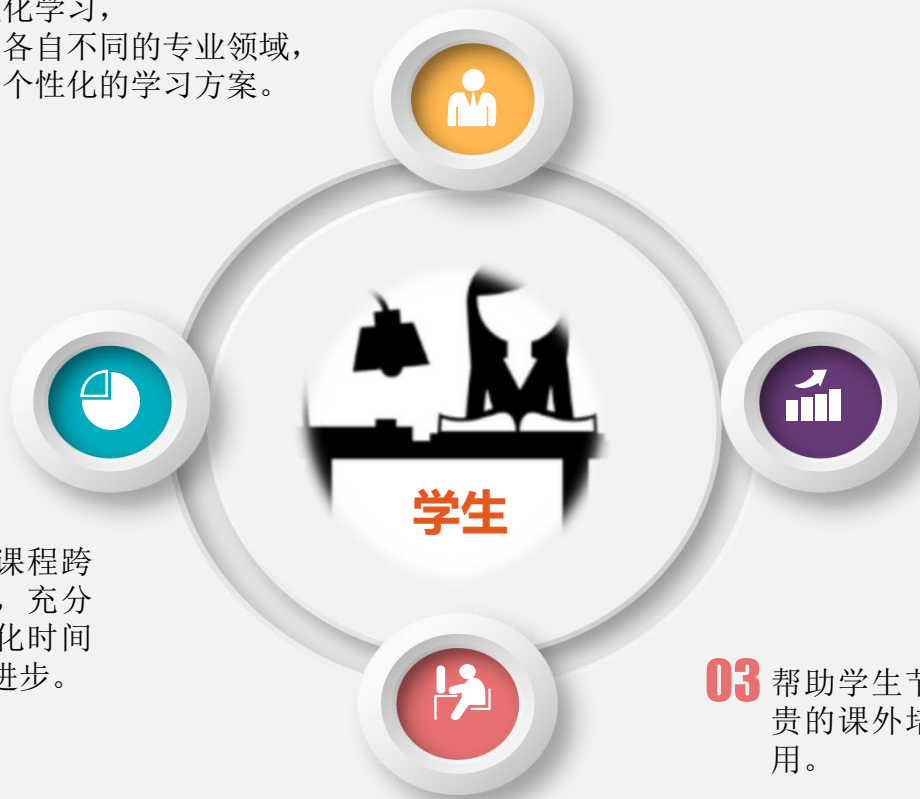 化学习，
各自不同的专业领域，
个性化的学习方案。
学生
课程跨
，充分
化时间
进步。
03 帮助学生节
贵的课外培
用。